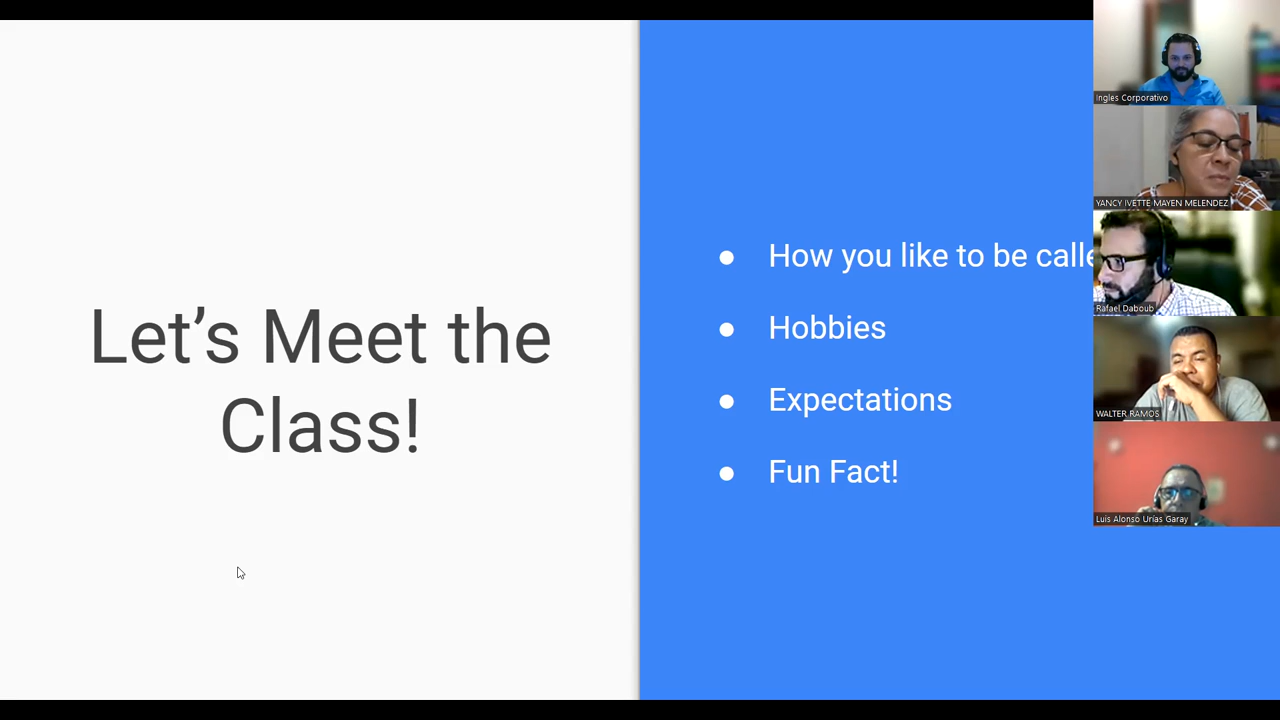 Let’s Meet the
Class!
● How you like to be calle
● Hobbies
● Expectations
● Fun Fact!
Ingles Corporativo
YANCY IVETTE MAYEN MELENDEZ
Rafael Daboub
WALTER RAMOS
Luis Alonso Urías Garay